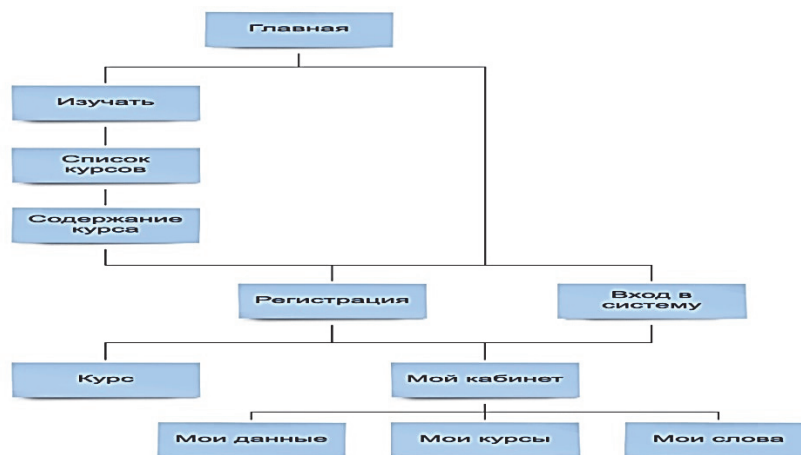 Главная
Изучать
Список
курсов
Содержание
курса
Регистрация
Вход в
систему
Курс
Мой кабинет
Мои данные
Мои курсы
Мои слова